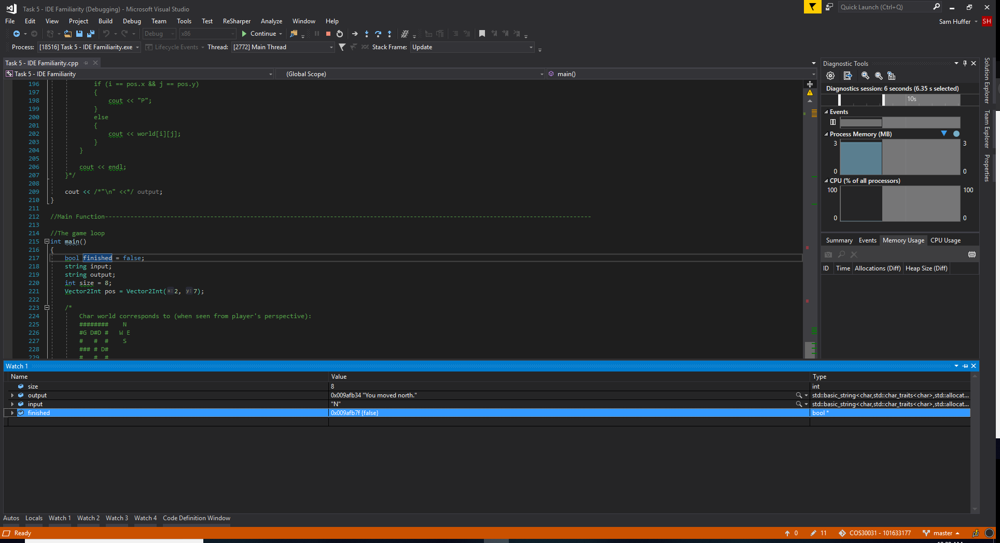 Task 5 - IDE Familiarity (Debugging) - Microsoft Visual Studio
Quick Launch (Ctrl+Q)
File Edit View Project Build Debug Team Tools Test ReSharper Analyze Window Help
Sam Huffer SH
Debug x86 Continue
Process: [18516] Task 5 - IDE Familiarity.exe Lifecycle Events Thread: [2772] Main Thread Stack Frame: Update
Task 5 - IDE Familiarity.cpp
Task 5 - IDE Familiarity (Global Scope) main()
196 if (i == pos.x && j == pos.y)
197 {
198 cout << "P";
199 }
200 else
201 {
202 cout << world[i][j];
203 }
204 }
205
206 cout << endl;
207 }*/
208
209 cout << /*"\n" <<*/ output;
210 }
211
212 //Main Function--------------------------------------------------------------------------------------------------------------------------------------
213
214 //The game loop
215 int main()
216 {
217 bool finished = false;
218 string input;
219 string output;
220 int size = 8;
221 Vector2Int pos = Vector2Int(x:2, y:7);
222
223 /*
224 Char world corresponds to (when seen from player's perspective):
225 ######## N
226 #G D#D # W E
227 # # # S
228 ### # D#
229 # # #
Diagnostic Tools
Diagnostics session: 6 seconds (6.35 s selected)
10s
Events
Process Memory (MB)
3 3
0 0
CPU (% of all processors)
100 100
0 0
Summary Events Memory Usage CPU Usage
ID Time Allocations (Diff) Heap Size (Diff)
Solution Explorer
Team Explorer
Properties
Watch 1
Name Value Type
size 8 int
output 0x009afb34 "You moved north." std::basic_string<char,std::char_traits<char>,std::allocat...
input "N" std::basic_string<char,std::char_traits<char>,std::allocat...
finished 0x009afb7f {false} bool *
Autos Locals Watch 1 Watch 2 Watch 3 Watch 4 Code Definition Window
Ready 0 11 COS30031 - 101633177 master